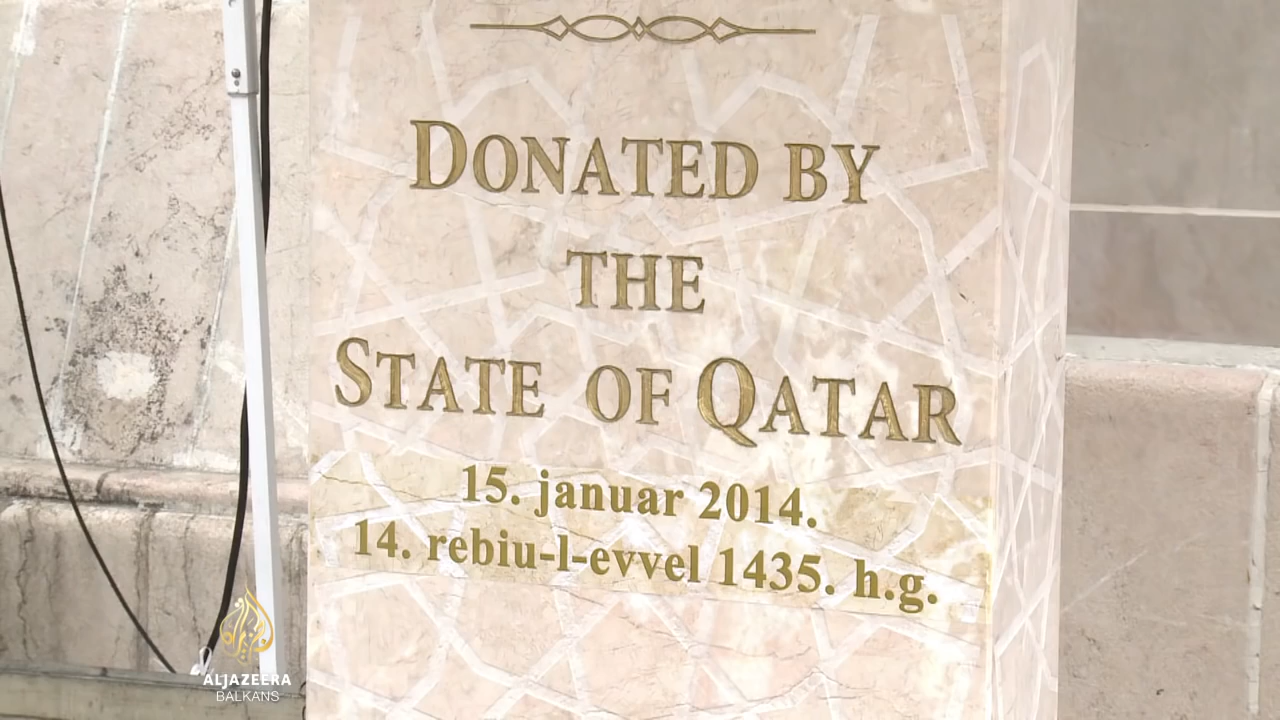 DONATED BY
THE
STATE OF QATAR
15. januar 2014.
14. rebiu-l-evvel 1435. h.g.
ALJAZEERA
BALKANS